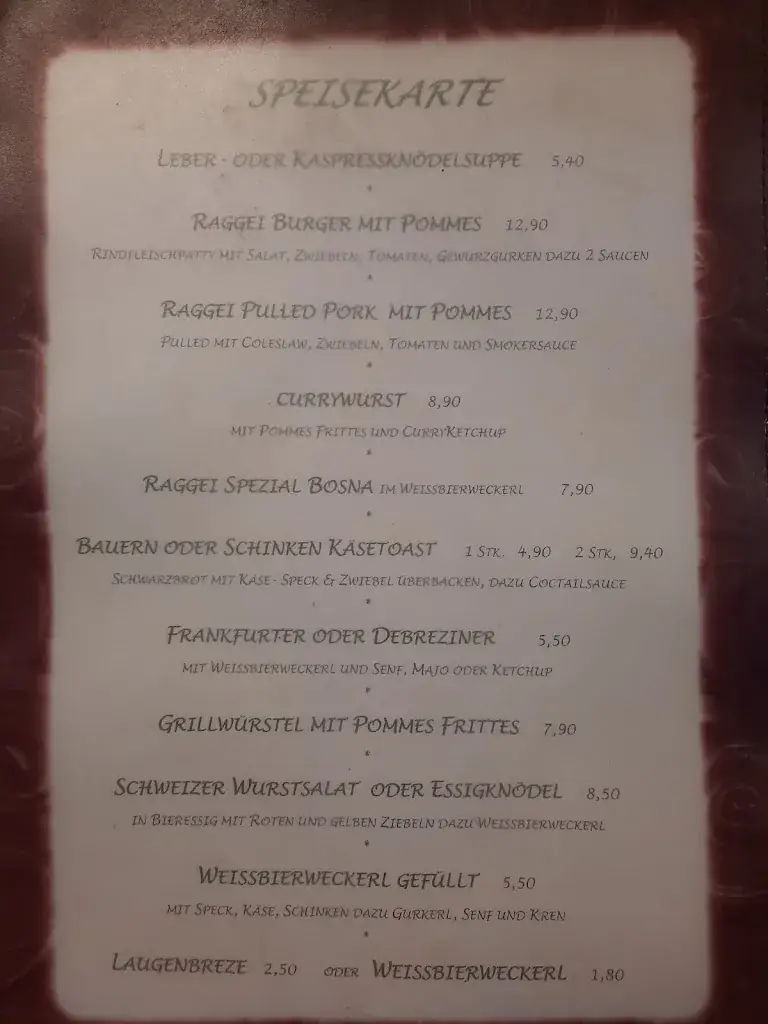 SPEISEKARTE
LEBER - ODER KASPRESSKNÖDELSUPPE 5,40
RAGGEI BURGER MIT POMMES 12,90
RINDFLEISCHPATTY MIT SALAT, ZWIEBELN, TOMATEN, GEWÜRZGURKEN DAZU 2 SAUCEN
RAGGEI PULLED PORK MIT POMMES 12,90
PULLED MIT COLESLAW, ZWIEBELN, TOMATEN UND SMOKERSAUCE
CURRYWURST 8,90
MIT POMMES FRITTES UND CURRYKETCHUP
RAGGEI SPEZIAL BOSNA IM WEISSBIERWECKERL 7,90
BAUERN ODER SCHINKEN KÄSETOAST 1 STK. 4,90 2 STK, 9,40
SCHWARZBROT MIT KÄSE- SPECK & ZWIEBEL ÜBERBACKEN, DAZU COCTAILSAUCE
FRANKFURTER ODER DEBREZINER 5,50
MIT WEISSBIERWECKERL UND SENF, MAJO ODER KETCHUP
GRILLWÜRSTEL MIT POMMES FRITTES 7,90
SCHWEIZER WURSTSALAT ODER ESSIGKNÖDEL 8,50
IN BIERESSIG MIT ROTEN UND GELBEN ZIEBELN DAZU WEISSBIERWECKERL
WEISSBIERWECKERL GEFÜLLT 5,50
MIT SPECK, KÄSE, SCHINKEN DAZU GURKERL, SENF UND KREN
LAUGENBREZE 2,50 ODER WEISSBIERWECKERL 1,80